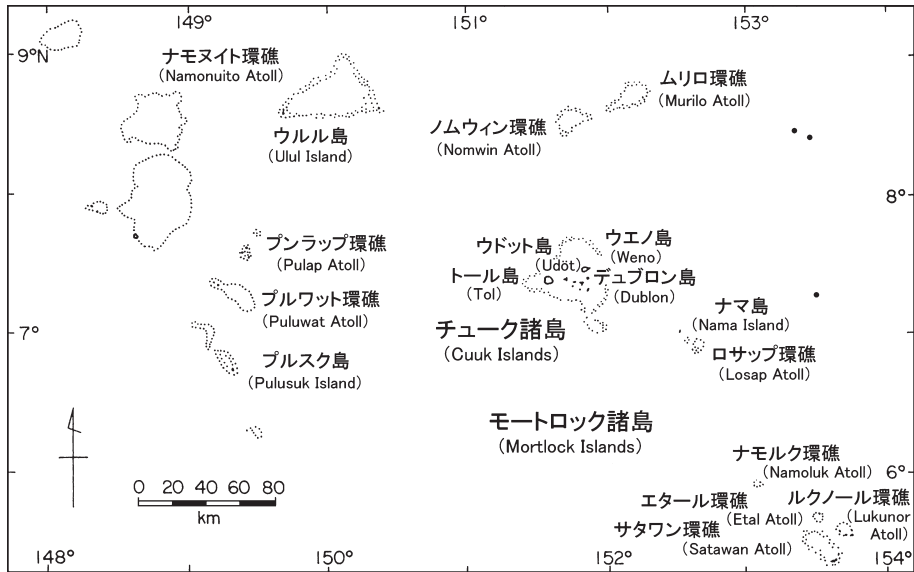 149°
151°
153°
9°N
ナモヌイト環礁
(Namonuito Atoll)
ムリロ環礁
(Murilo Atoll)
ノムウィン環礁
(Nomwin Atoll)
ウルル島
(Ulul Island)
8°
プンラップ環礁
(Pulap Atoll)
ウドット島
(Udöt)
ウエノ島
(Weno)
トール島
(Tol)
デュブロン島
(Dublon)
プルワット環礁
(Puluwat Atoll)
ナマ島
(Nama Island)
7°
チューク諸島
(Cuuk Islands)
ロサップ環礁
(Losap Atoll)
プルスク島
(Pulusuk Island)
モートロック諸島
(Mortlock Islands)
ナモルク環礁
(Namoluk Atoll)
6°
0 20 40 60 80
km
エタール環礁
(Etal Atoll)
ルクノール環礁
(Lukunor
Atoll)
サタワン環礁
(Satawan Atoll)
148°
150°
152°
154°